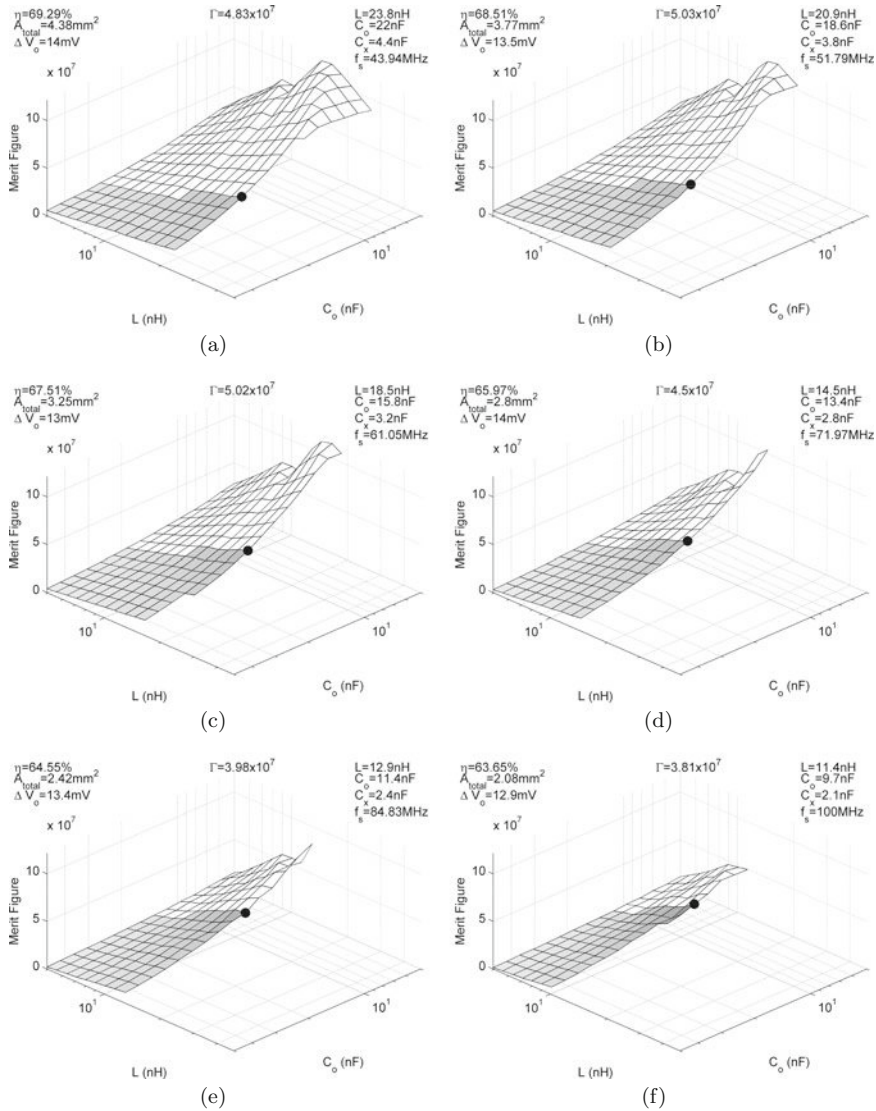 η=69.29% Γ=4.83x10⁷ L=23.8nH
A_total=4.38mm² C_o=22nF
Δ V_o=14mV C_x=4.4nF
f_s=43.94MHz
x 10⁷
10
5
0
Merit Figure
10¹
10¹
L (nH) C_o (nF)
(a)
η=68.51% Γ=5.03x10⁷ L=20.9nH
A_total=3.77mm² C_o=18.6nF
Δ V_o=13.5mV C_x=3.8nF
f_s=51.79MHz
x 10⁷
10
5
0
Merit Figure
10¹
10¹
L (nH) C_o (nF)
(b)
η=67.51% Γ=5.02x10⁷ L=18.5nH
A_total=3.25mm² C_o=15.8nF
Δ V_o=13mV C_x=3.2nF
f_s=61.05MHz
x 10⁷
10
5
0
Merit Figure
10¹
10¹
L (nH) C_o (nF)
(c)
η=65.97% Γ=4.5x10⁷ L=14.5nH
A_total=2.8mm² C_o=13.4nF
Δ V_o=14mV C_x=2.8nF
f_s=71.97MHz
x 10⁷
10
5
0
Merit Figure
10¹
10¹
L (nH) C_o (nF)
(d)
η=64.55% Γ=3.98x10⁷ L=12.9nH
A_total=2.42mm² C_o=11.4nF
Δ V_o=13.4mV C_x=2.4nF
f_s=84.83MHz
x 10⁷
10
5
0
Merit Figure
10¹
10¹
L (nH) C_o (nF)
(e)
η=63.65% Γ=3.81x10⁷ L=11.4nH
A_total=2.08mm² C_o=9.7nF
Δ V_o=12.9mV C_x=2.1nF
f_s=100MHz
x 10⁷
10
5
0
Merit Figure
10¹
10¹
L (nH) C_o (nF)
(f)